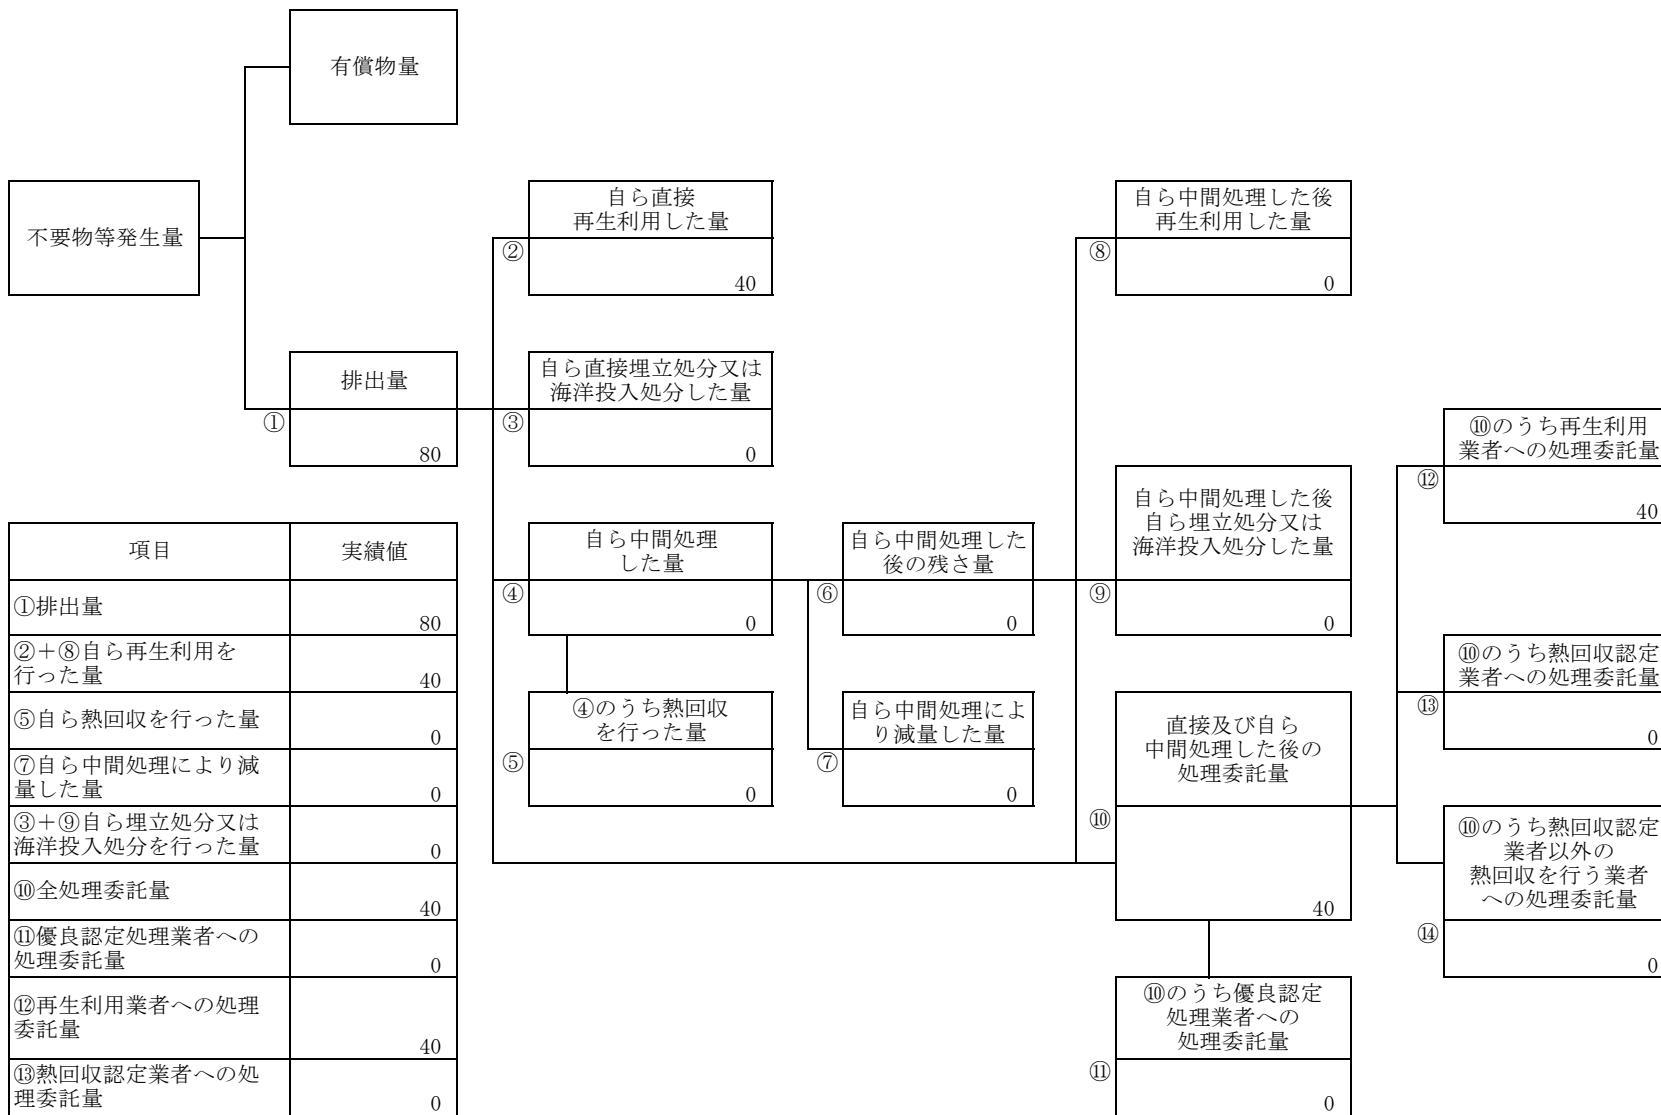 有償物量
不要物等発生量
自ら直接
再生利用した量
②
40
自ら中間処理した後
再生利用した量
⑧
0
排出量
①
80
自ら直接埋立処分又は
海洋投入処分した量
③
0
自ら中間処理
した量
④
0
自ら中間処理した
後の残さ量
⑥
0
自ら中間処理した後
自ら埋立処分又は
海洋投入処分した量
⑨
0
⑩のうち再生利用
業者への処理委託量
⑫
40
④のうち熱回収
を行った量
⑤
0
自ら中間処理によ
り減量した量
⑦
0
直接及び自ら
中間処理した後の
処理委託量
⑩
40
⑩のうち熱回収認定
業者への処理委託量
⑬
0
⑩のうち熱回収認定
業者以外の
熱回収を行う業者
への処理委託量
⑭
0
⑩のうち優良認定
処理業者への
処理委託量
⑪
0
項目 実績値
①排出量
80
②+⑧自ら再生利用を
行った量
40
⑤自ら熱回収を行った量
0
⑦自ら中間処理により減
量した量
0
③+⑨自ら埋立処分又は
海洋投入処分を行った量
0
⑩全処理委託量
40
⑪優良認定処理業者への
処理委託量
0
⑫再生利用業者への処理
委託量
40
⑬熱回収認定業者への処
理委託量
0